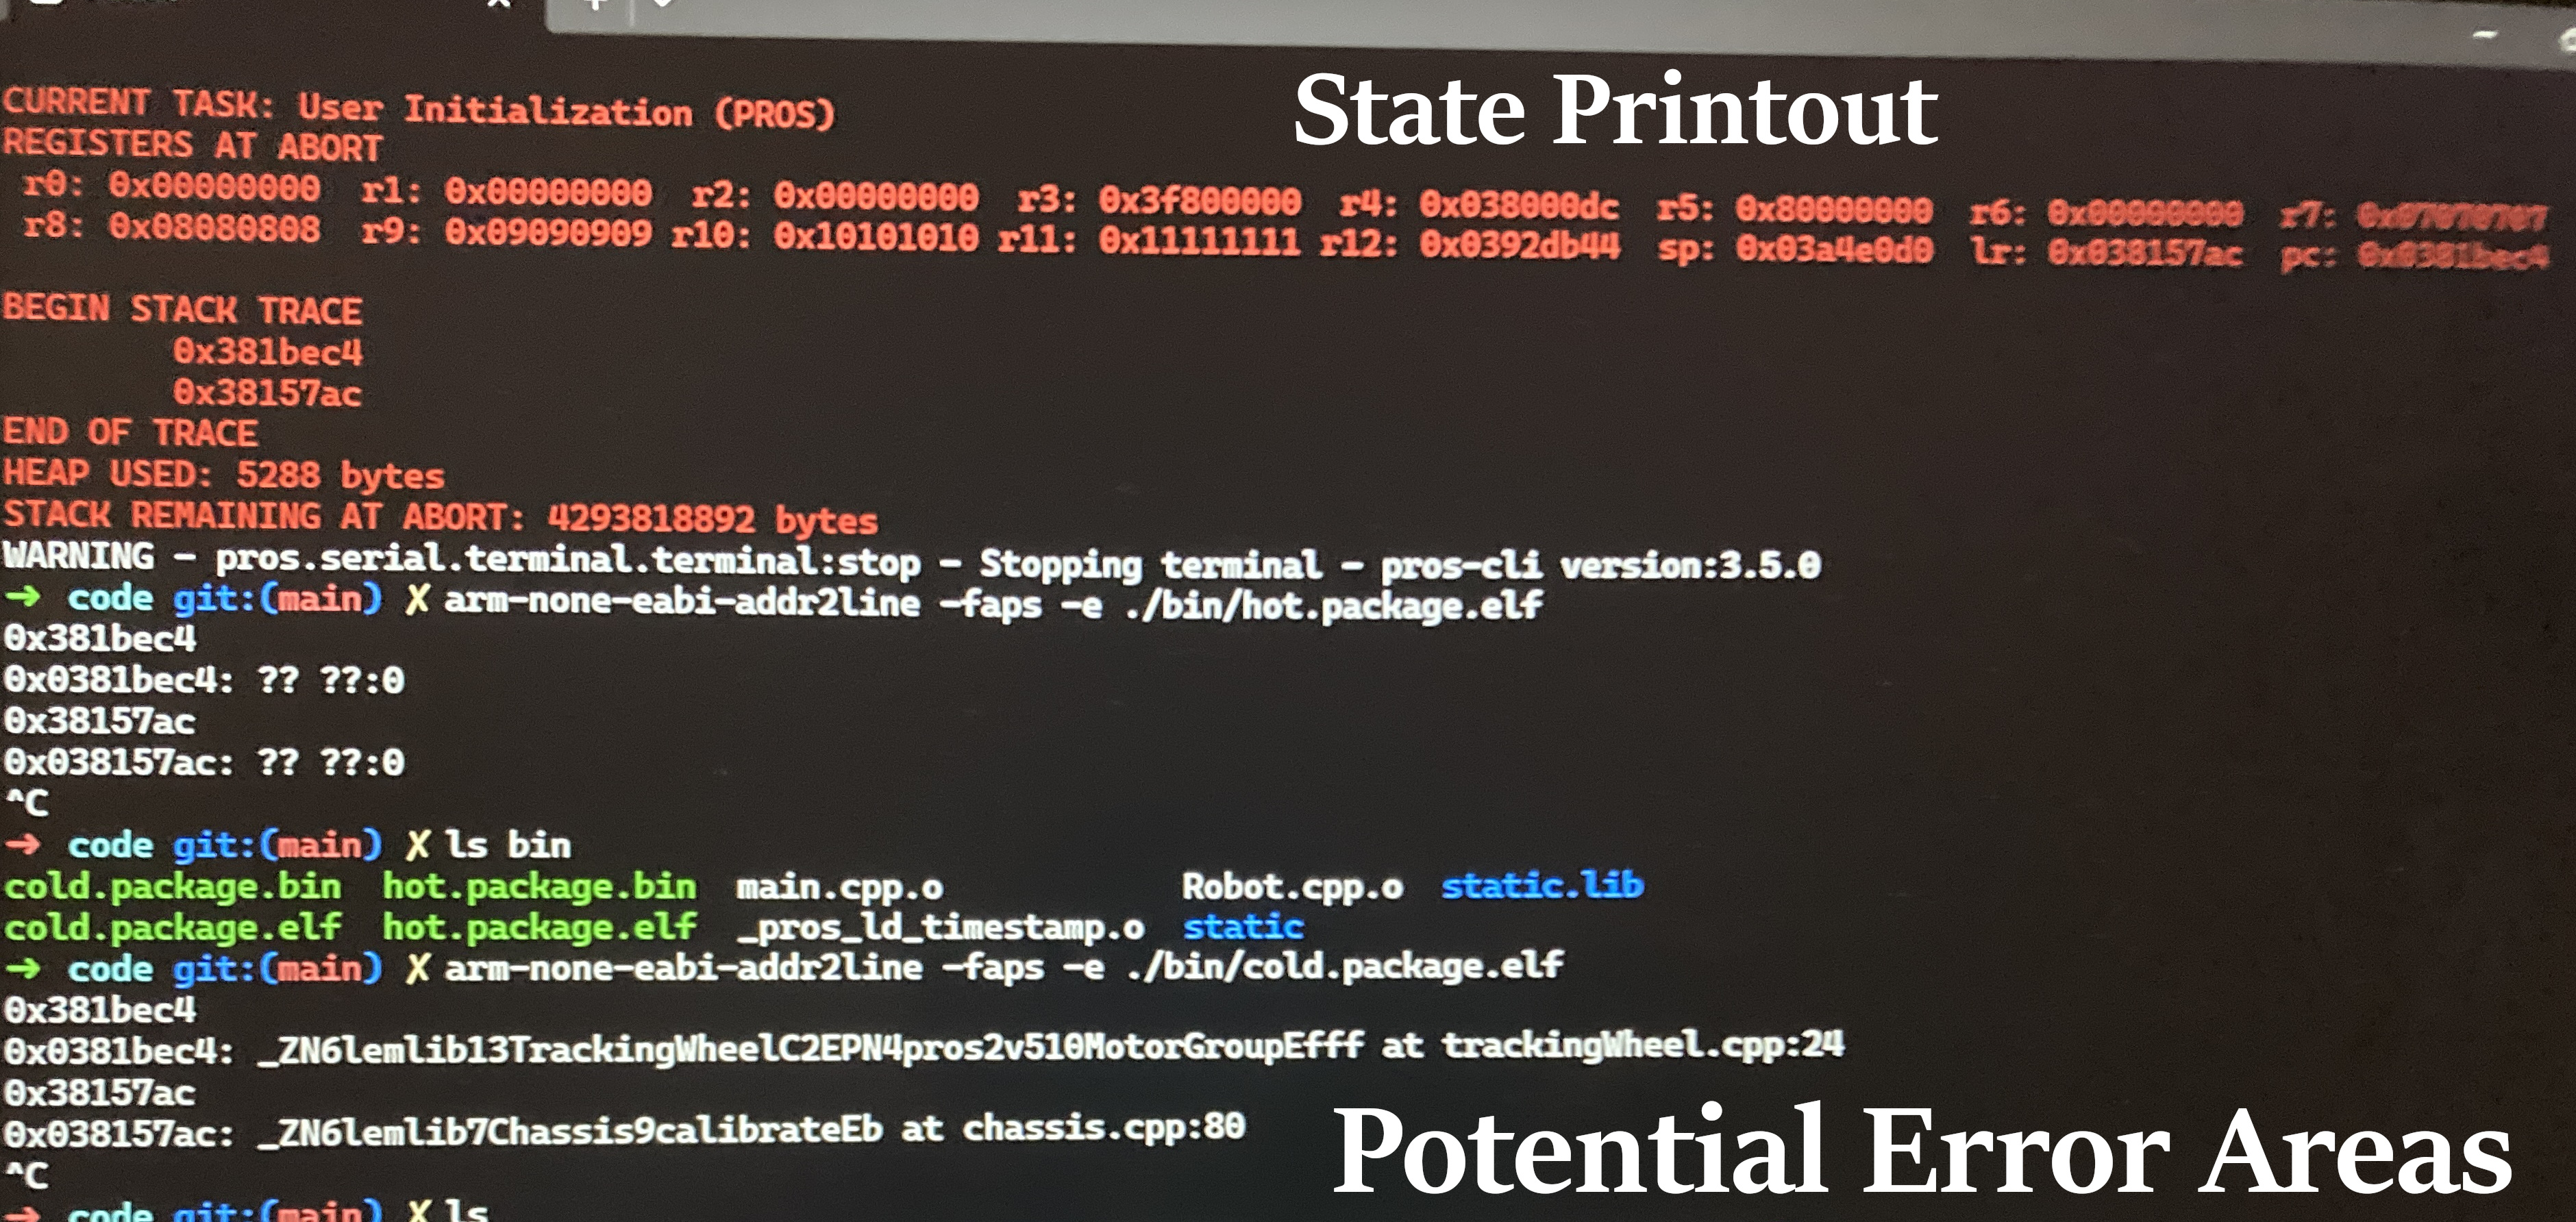 State Printout
CURRENT TASK: User Initialization (PROS)
REGISTERS AT ABORT
r0: 0x00000000 r1: 0x00000000 r2: 0x00000000 r3: 0x3f800000 r4: 0x038000dc r5: 0x80000000 r6: 0x00000000 r7: 0x07070707
r8: 0x08080808 r9: 0x09090909 r10: 0x10101010 r11: 0x11111111 r12: 0x0392db44 sp: 0x03a4e0d0 lr: 0x038157ac pc: 0x0381bec4
BEGIN STACK TRACE
0x381bec4
0x38157ac
END OF TRACE
HEAP USED: 5288 bytes
STACK REMAINING AT ABORT: 4293818892 bytes
WARNING - pros.serial.terminal.terminal:stop - Stopping terminal - pros-cli version:3.5.0
→ code git:(main) ✗ arm-none-eabi-addr2line -faps -e ./bin/hot.package.elf
0x381bec4
0x0381bec4: ?? ??:0
0x38157ac
0x038157ac: ?? ??:0
^C
→ code git:(main) ✗ ls bin
cold.package.bin hot.package.bin main.cpp.o Robot.cpp.o static.lib
cold.package.elf hot.package.elf _pros_ld_timestamp.o static
→ code git:(main) ✗ arm-none-eabi-addr2line -faps -e ./bin/cold.package.elf
0x381bec4
0x0381bec4: _ZN6lemlib13TrackingWheelC2EPN4pros2v510MotorGroupEfff at trackingWheel.cpp:24
0x38157ac
0x038157ac: _ZN6lemlib7Chassis9calibrateEb at chassis.cpp:80
^C
→ code git:(main) ✗ ls
Potential Error Areas